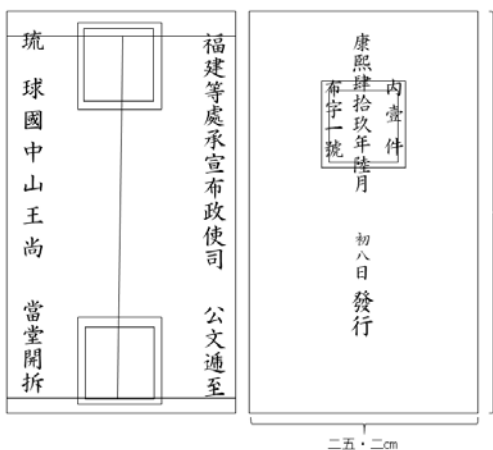 福建等處承宣布政使司 公文遞至
琉球國中山王尚 當堂開拆
內壹件
康熙肆拾玖年陸月 初八日 發行
布字一號
二五・二㎝